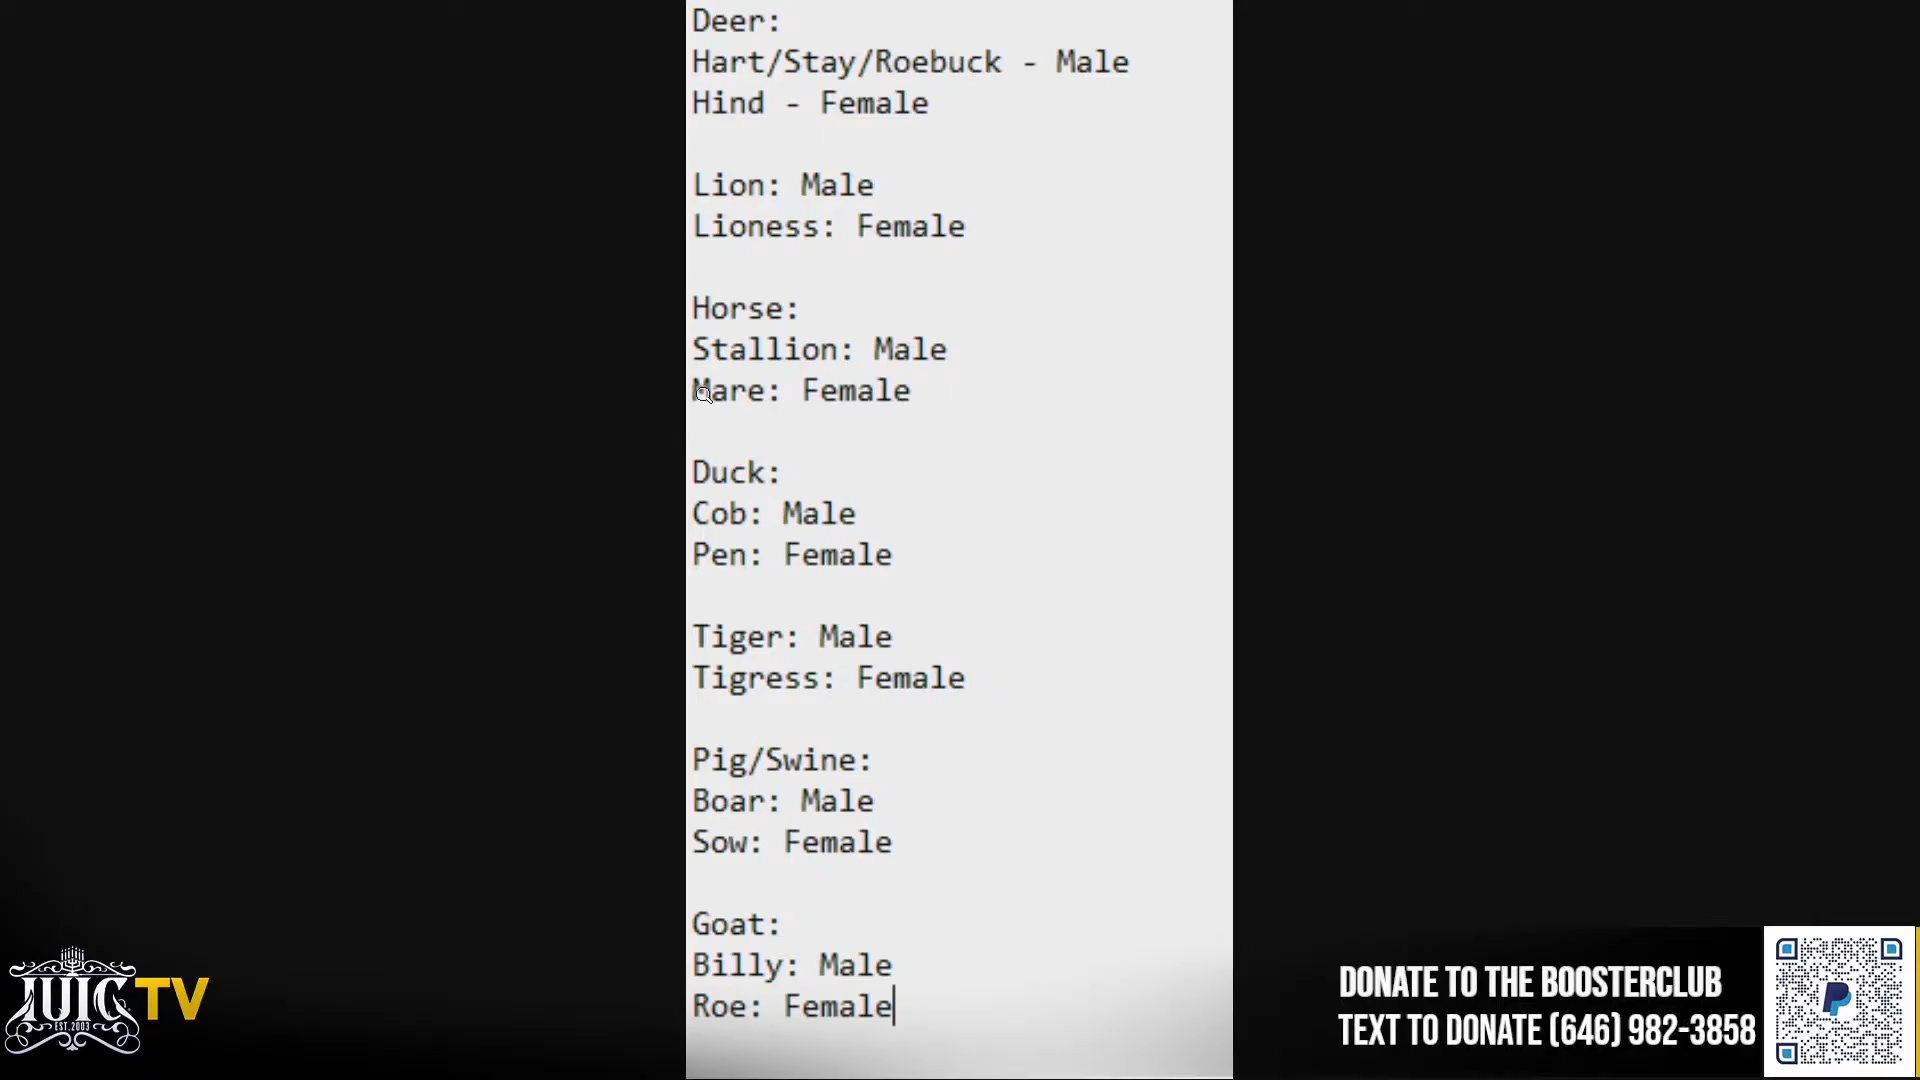 Deer:
Hart/Stay/Roebuck - Male
Hind - Female
Lion: Male
Lioness: Female
Horse:
Stallion: Male
Mare: Female
Duck:
Cob: Male
Pen: Female
Tiger: Male
Tigress: Female
Pig/Swine:
Boar: Male
Sow: Female
Goat:
Billy: Male
Roe: Female
IUIC TV
EST.2003
DONATE TO THE BOOSTERCLUB
TEXT TO DONATE (646) 982-3858